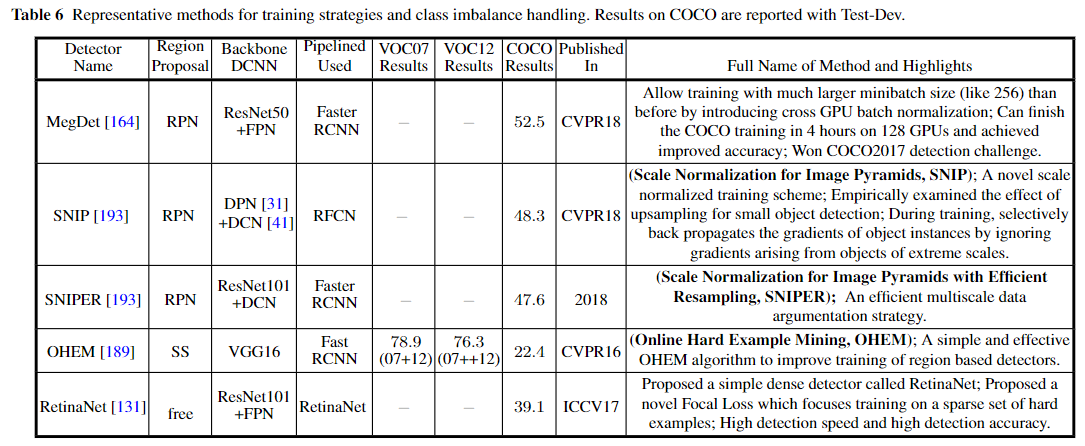 Table 6 Representative methods for training strategies and class imbalance handling. Results on COCO are reported with Test-Dev.
Detector Name | Region Proposal | Backbone DCNN | Pipelined Used | VOC07 Results | VOC12 Results | COCO Results | Published In | Full Name of Method and Highlights
MegDet [164] | RPN | ResNet50 +FPN | Faster RCNN | − | − | 52.5 | CVPR18 | Allow training with much larger minibatch size (like 256) than
before by introducing cross GPU batch normalization; Can finish
the COCO training in 4 hours on 128 GPUs and achieved
improved accuracy; Won COCO2017 detection challenge.
SNIP [193] | RPN | DPN [31] +DCN [41] | RFCN | − | − | 48.3 | CVPR18 | (Scale Normalization for Image Pyramids, SNIP); A novel scale
normalized training scheme; Empirically examined the effect of
upsampling for small object detection; During training, selectively
back propagates the gradients of object instances by ignoring
gradients arising from objects of extreme scales.
SNIPER [193] | RPN | ResNet101 +DCN | Faster RCNN | − | − | 47.6 | 2018 | (Scale Normalization for Image Pyramids with Efficient
Resampling, SNIPER); An efficient multiscale data
argumentation strategy.
OHEM [189] | SS | VGG16 | Fast RCNN | 78.9 (07+12) | 76.3 (07++12) | 22.4 | CVPR16 | (Online Hard Example Mining, OHEM); A simple and effective
OHEM algorithm to improve training of region based detectors.
RetinaNet [131] | free | ResNet101 +FPN | RetinaNet | − | − | 39.1 | ICCV17 | Proposed a simple dense detector called RetinaNet; Proposed a
novel Focal Loss which focuses training on a sparse set of hard
examples; High detection speed and high detection accuracy.